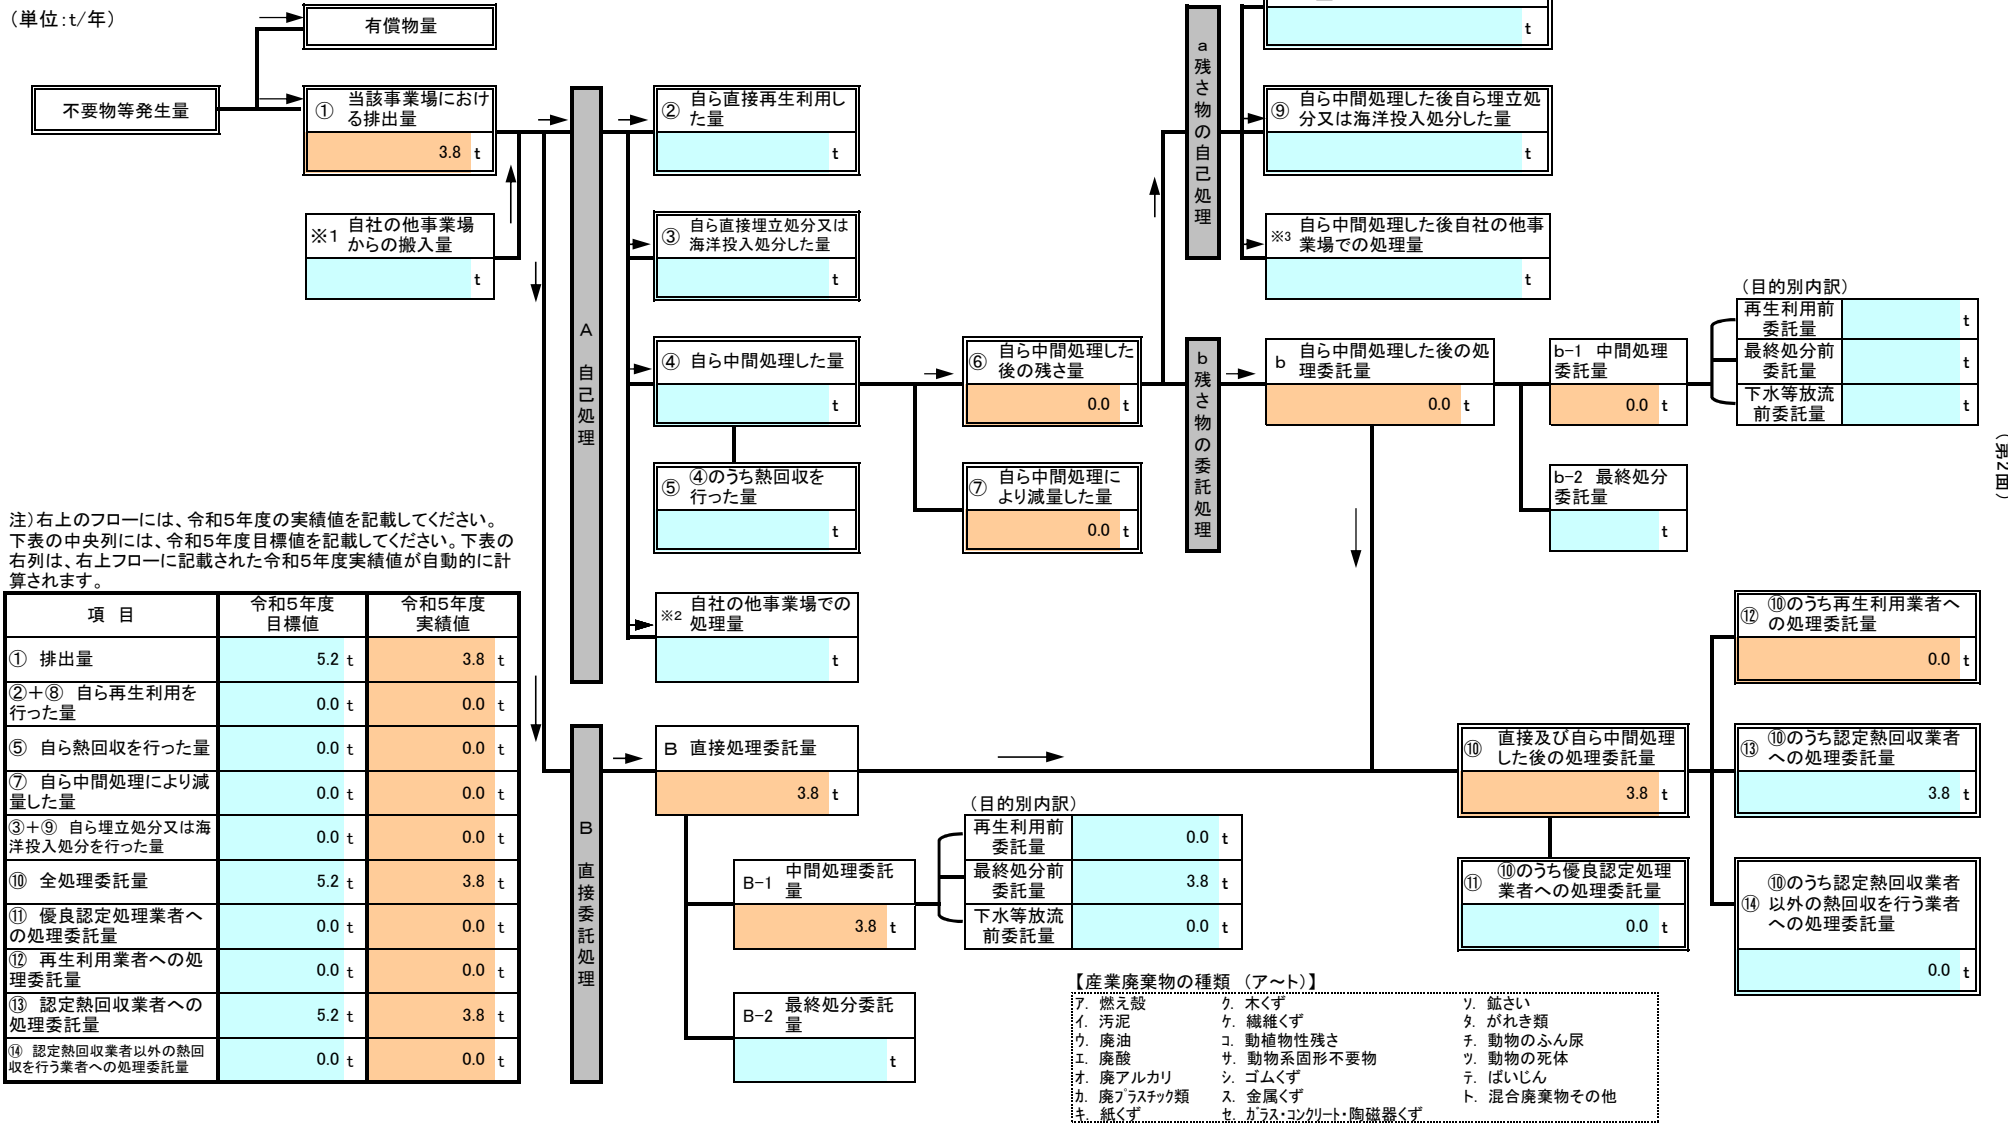 (単位:t/年)
有償物量
不要物等発生量
① 当該事業場におけ
る排出量
3.8 t
※1 自社の他事業場
からの搬入量
t
A 自己処理
② 自ら直接再生利用し
た量
t
③ 自ら直接埋立処分又は
海洋投入処分した量
t
④ 自ら中間処理した量
t
⑤ ④のうち熱回収を
行った量
t
※2 自社の他事業場での
処理量
t
⑥ 自ら中間処理した
後の残さ量
0.0 t
⑦ 自ら中間処理に
より減量した量
0.0 t
a 残さ物の自己処理
t
⑨ 自ら中間処理した後自ら埋立処
分又は海洋投入処分した量
t
※3 自ら中間処理した後自社の他事
業場での処理量
t
b 残さ物の委託処理
b 自ら中間処理した後の処
理委託量
0.0 t
b-1 中間処理
委託量
0.0 t
b-2 最終処分
委託量
t
(目的別内訳)
再生利用前
委託量
t
最終処分前
委託量
t
下水等放流
前委託量
t
(第2面)
注)右上のフローには、令和5年度の実績値を記載してください。
下表の中央列には、令和5年度目標値を記載してください。下表の
右列は、右上フローに記載された令和5年度実績値が自動的に計
算されます。
項 目
令和5年度
目標値
令和5年度
実績値
① 排出量 5.2 t 3.8 t
②+⑧ 自ら再生利用を
行った量 0.0 t 0.0 t
⑤ 自ら熱回収を行った量 0.0 t 0.0 t
⑦ 自ら中間処理により減
量した量 0.0 t 0.0 t
③+⑨ 自ら埋立処分又は海
洋投入処分を行った量 0.0 t 0.0 t
⑩ 全処理委託量 5.2 t 3.8 t
⑪ 優良認定処理業者へ
の処理委託量 0.0 t 0.0 t
⑫ 再生利用業者への処
理委託量 0.0 t 0.0 t
⑬ 認定熱回収業者への
処理委託量 5.2 t 3.8 t
⑭ 認定熱回収業者以外の熱回
収を行う業者への処理委託量 0.0 t 0.0 t
B 直接委託処理
B 直接処理委託量
3.8 t
B-1 中間処理委託
量
3.8 t
B-2 最終処分委託
量
t
(目的別内訳)
再生利用前
委託量
0.0 t
最終処分前
委託量
3.8 t
下水等放流
前委託量
0.0 t
⑩ 直接及び自ら中間処理
した後の処理委託量
3.8 t
⑪ ⑩のうち優良認定処理
業者への処理委託量
0.0 t
⑫ ⑩のうち再生利用業者へ
の処理委託量
0.0 t
⑬ ⑩のうち認定熱回収業者
への処理委託量
3.8 t
⑭ ⑩のうち認定熱回収業者
以外の熱回収を行う業者
への処理委託量
0.0 t
【産業廃棄物の種類 (ア~ト)】
ア. 燃え殻 ク. 木くず ソ. 鉱さい
イ. 汚泥 ケ. 繊維くず タ. がれき類
ウ. 廃油 コ. 動植物性残さ チ. 動物のふん尿
エ. 廃酸 サ. 動物系固形不要物 ツ. 動物の死体
オ. 廃アルカリ シ. ゴムくず テ. ばいじん
カ. 廃プラスチック類 ス. 金属くず ト. 混合廃棄物その他
キ. 紙くず セ. ガラス・コンクリート・陶磁器くず